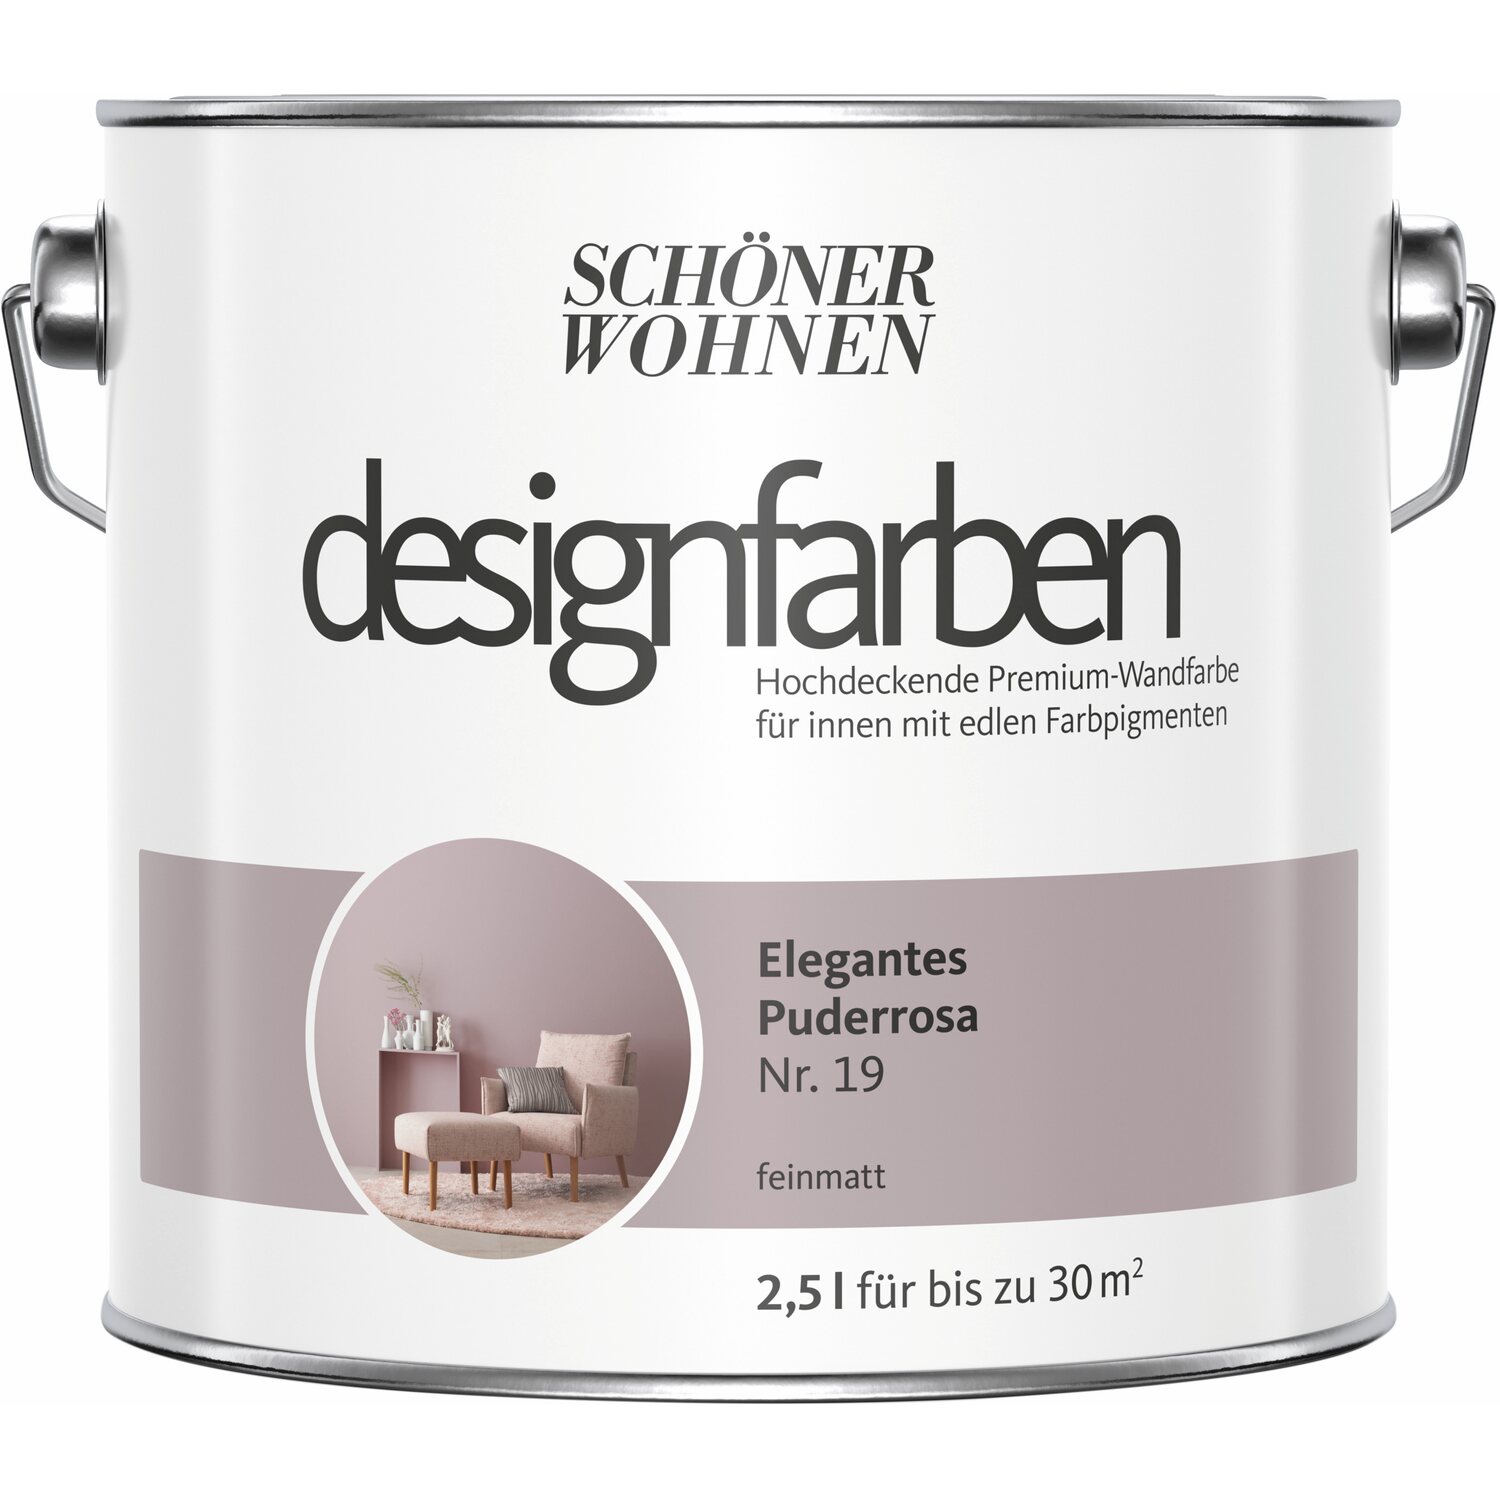 SCHÖNER
WOHNEN
designfarben
Hochdeckende Premium-Wandfarbe
für innen mit edlen Farbpigmenten
Elegantes
Puderrosa
Nr. 19
feinmatt
2,5 l für bis zu 30 m²